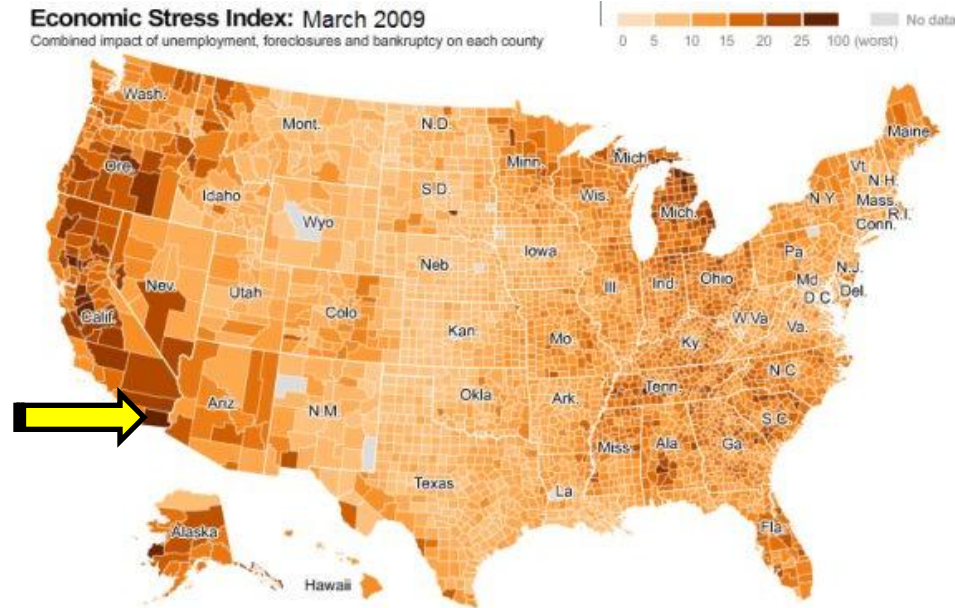 Economic Stress Index: March 2009
Combined impact of unemployment, foreclosures and bankruptcy on each county
0 5 10 15 20 25 100 (worst)
No data
Wash.
Mont.
N.D.
Minn.
Mich.
Maine
Ore.
Idaho
S.D.
Wis.
Vt.
N.H.
Wyo.
Mich.
N.Y.
Mass.
R.I.
Conn.
Nev.
Utah
Neb.
Iowa
Ill.
Ind.
Ohio
Pa.
N.J.
Md.
Del.
D.C.
Calif.
Colo.
Kan.
Mo.
W.Va.
Va.
Ky.
Ariz.
N.M.
Okla.
Ark.
Tenn.
N.C.
S.C.
Texas
La.
Miss.
Ala.
Ga.
Fla.
Alaska
Hawaii